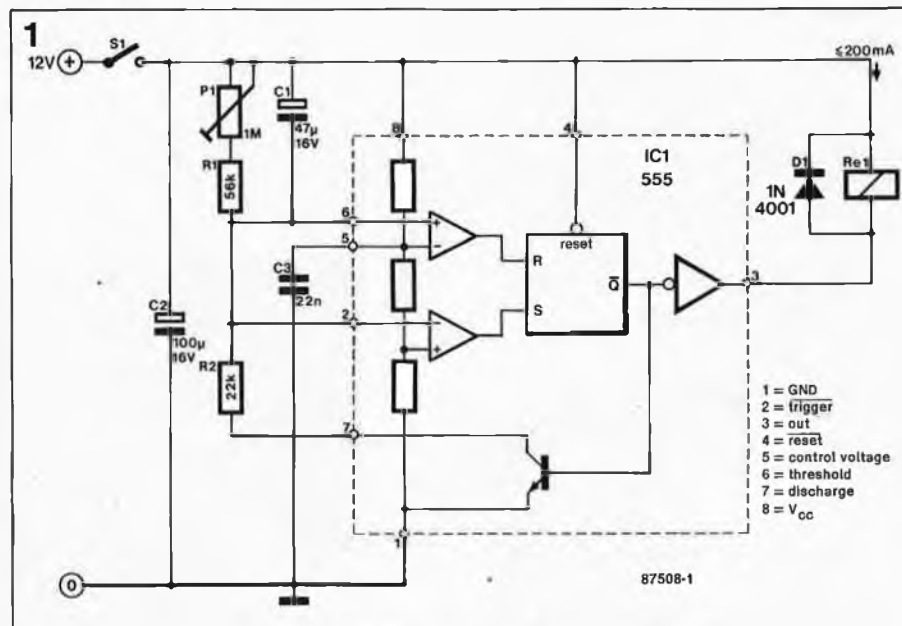 1
S1
12V +
≤200mA
P1
1M
C1
47µ
16V
8
4
IC1
555
D1
1N
4001
Re1
R1
56k
6
5
reset
R
S
Q̅
3
C3
22n
2
C2
100µ
16V
R2
22k
7
1
1 = GND
2 = t̅r̅i̅g̅g̅e̅r̅
3 = out
4 = r̅e̅s̅e̅t̅
5 = control voltage
6 = threshold
7 = discharge
8 = VCC
0
87508-1